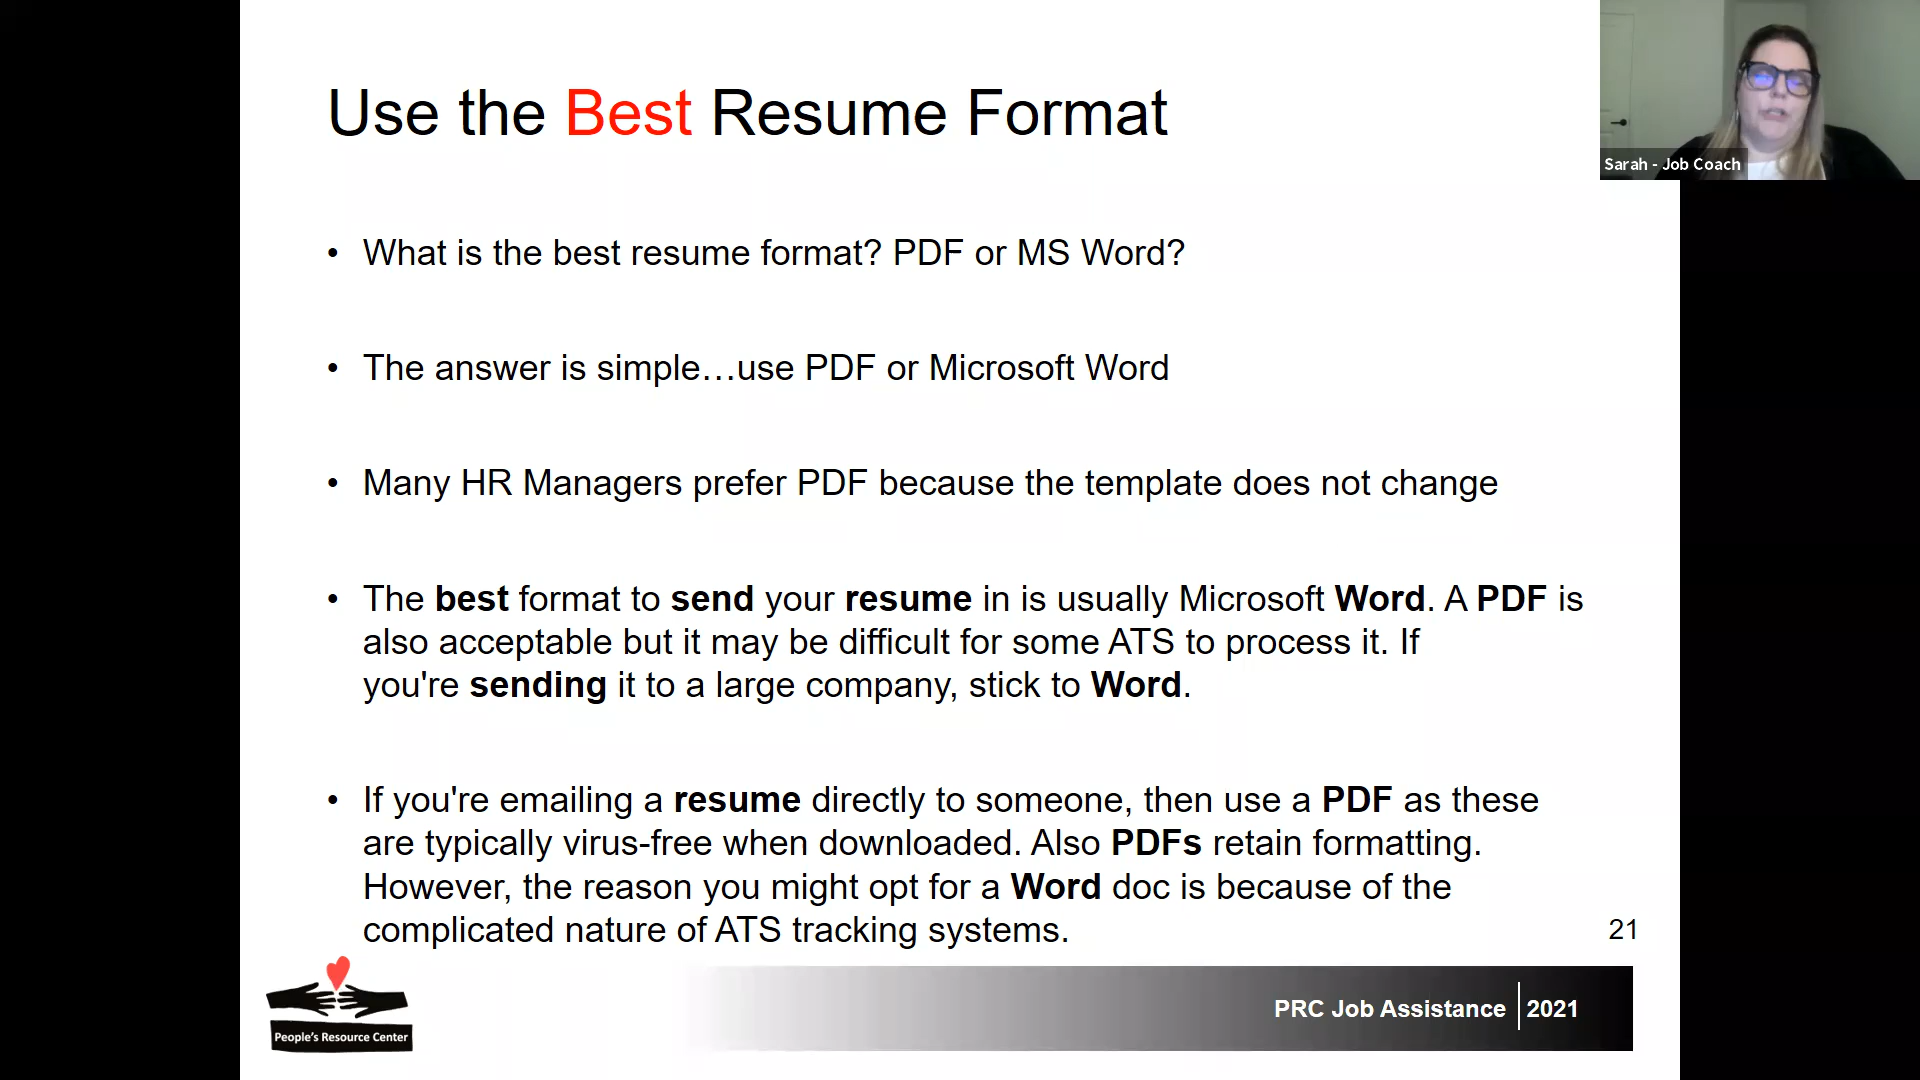 Use the Best Resume Format
Sarah - Job Coach
• What is the best resume format? PDF or MS Word?
• The answer is simple…use PDF or Microsoft Word
• Many HR Managers prefer PDF because the template does not change
• The best format to send your resume in is usually Microsoft Word. A PDF is
also acceptable but it may be difficult for some ATS to process it. If
you're sending it to a large company, stick to Word.
• If you're emailing a resume directly to someone, then use a PDF as these
are typically virus-free when downloaded. Also PDFs retain formatting.
However, the reason you might opt for a Word doc is because of the
complicated nature of ATS tracking systems.
21
People's Resource Center
PRC Job Assistance | 2021